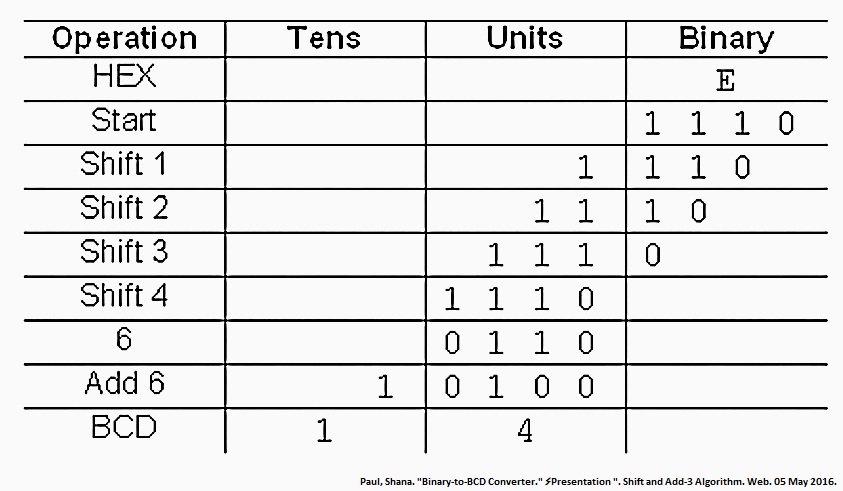 Operation Tens Units Binary
HEX E
Start 1 1 1 0
Shift 1 1 1 1 0
Shift 2 1 1 1 0
Shift 3 1 1 1 0
Shift 4 1 1 1 0
6 0 1 1 0
Add 6 1 0 1 0 0
BCD 1 4
Paul, Shana. "Binary-to-BCD Converter." ⚡Presentation ". Shift and Add-3 Algorithm. Web. 05 May 2016.